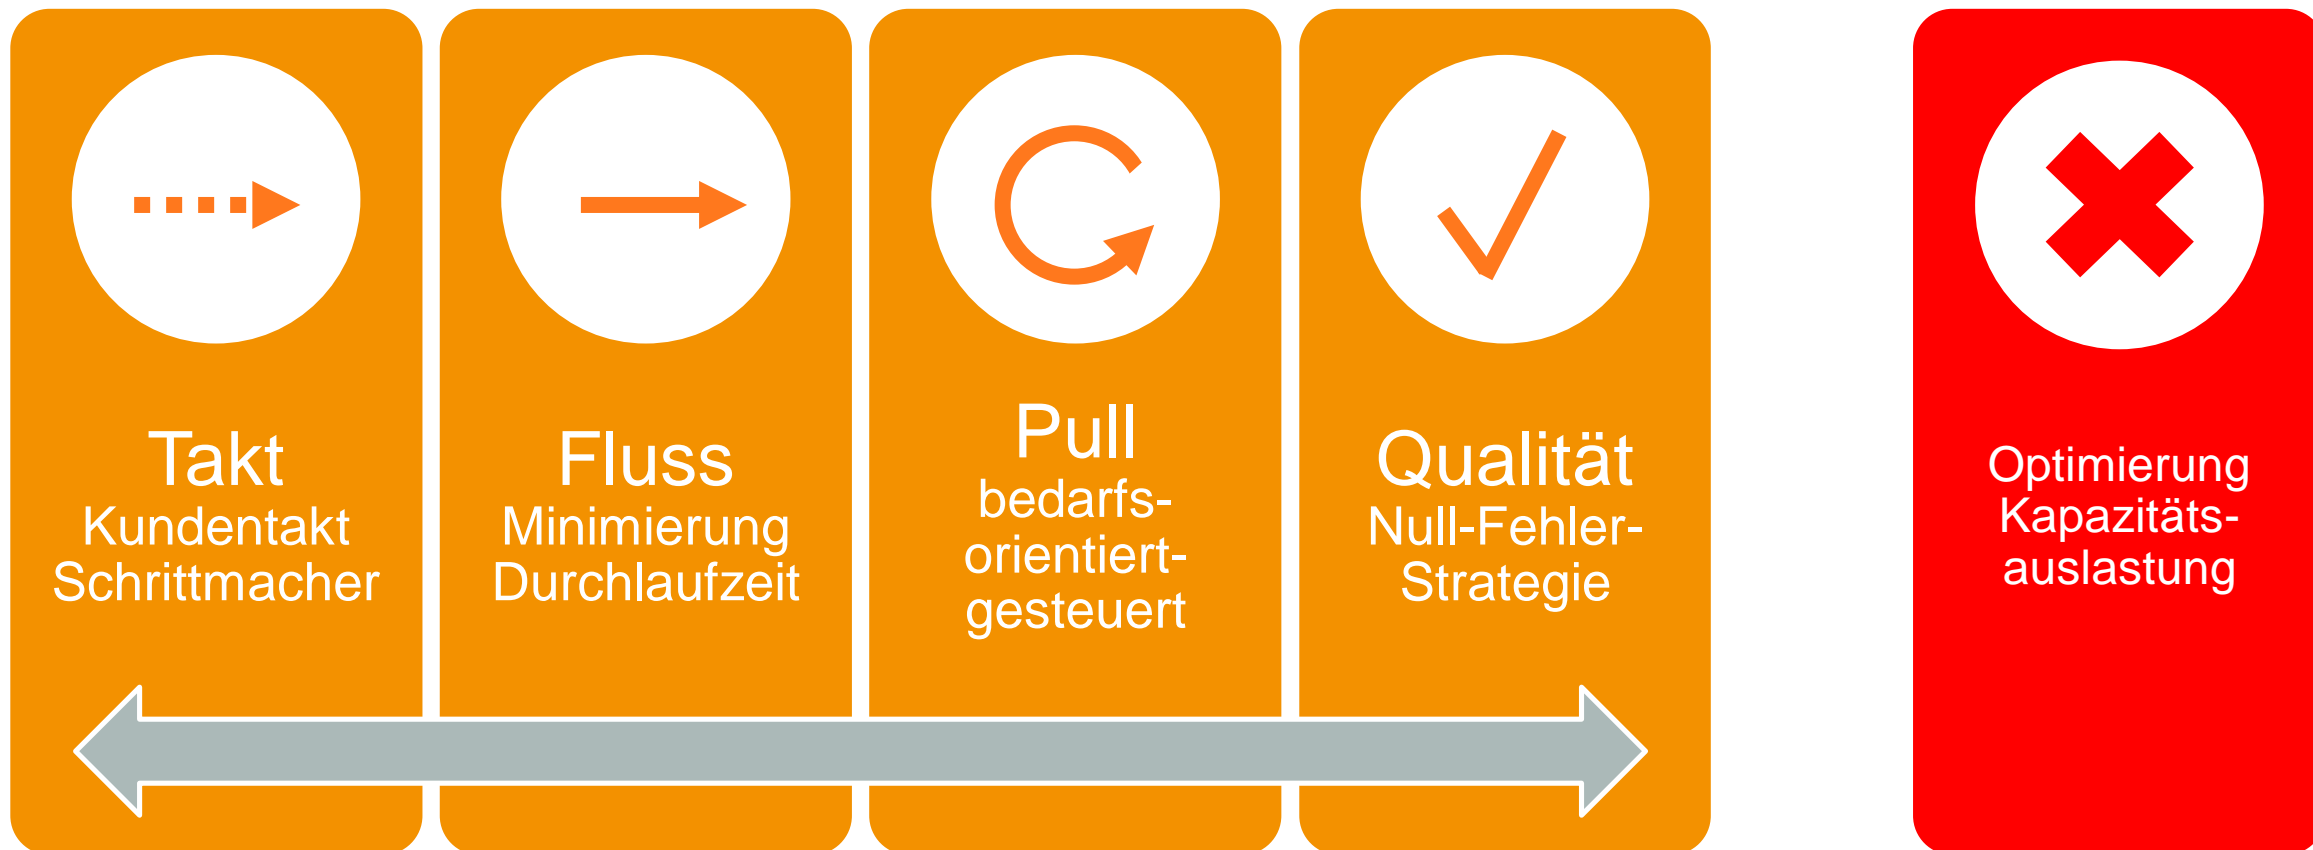 Takt
Kundentakt
Schrittmacher
Fluss
Minimierung
Durchlaufzeit
Pull
bedarfs-
orientiert-
gesteuert
Qualität
Null-Fehler-
Strategie
Optimierung
Kapazitäts-
auslastung